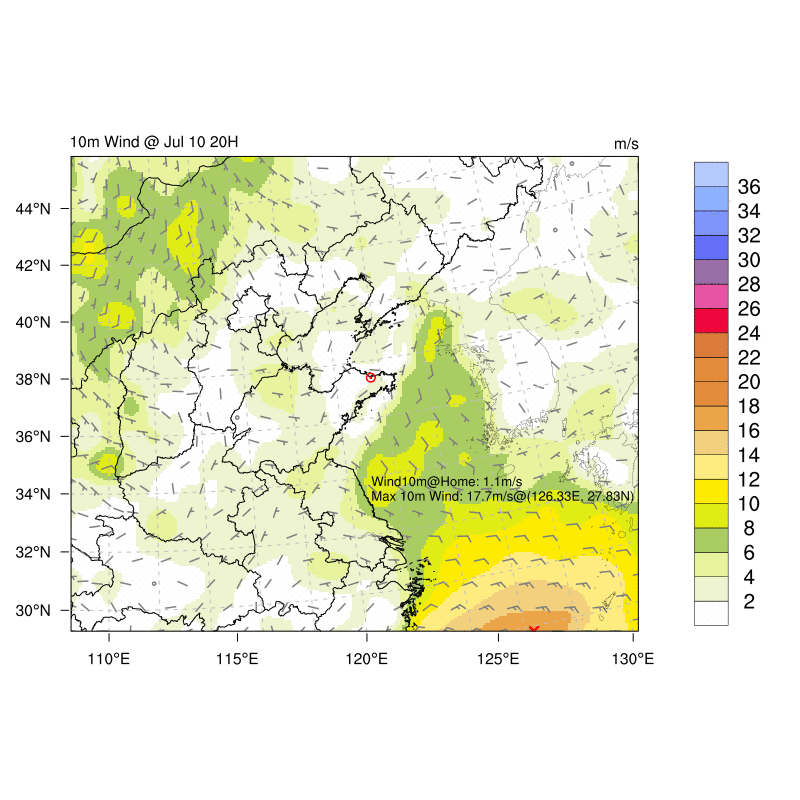 10m Wind @ Jul 10 20H
m/s
44°N
42°N
40°N
38°N
36°N
34°N
32°N
30°N
110°E
115°E
120°E
125°E
130°E
Wind10m@Home: 1.1m/s
Max 10m Wind: 17.7m/s@(126.33E, 27.83N)
36
34
32
30
28
26
24
22
20
18
16
14
12
10
8
6
4
2